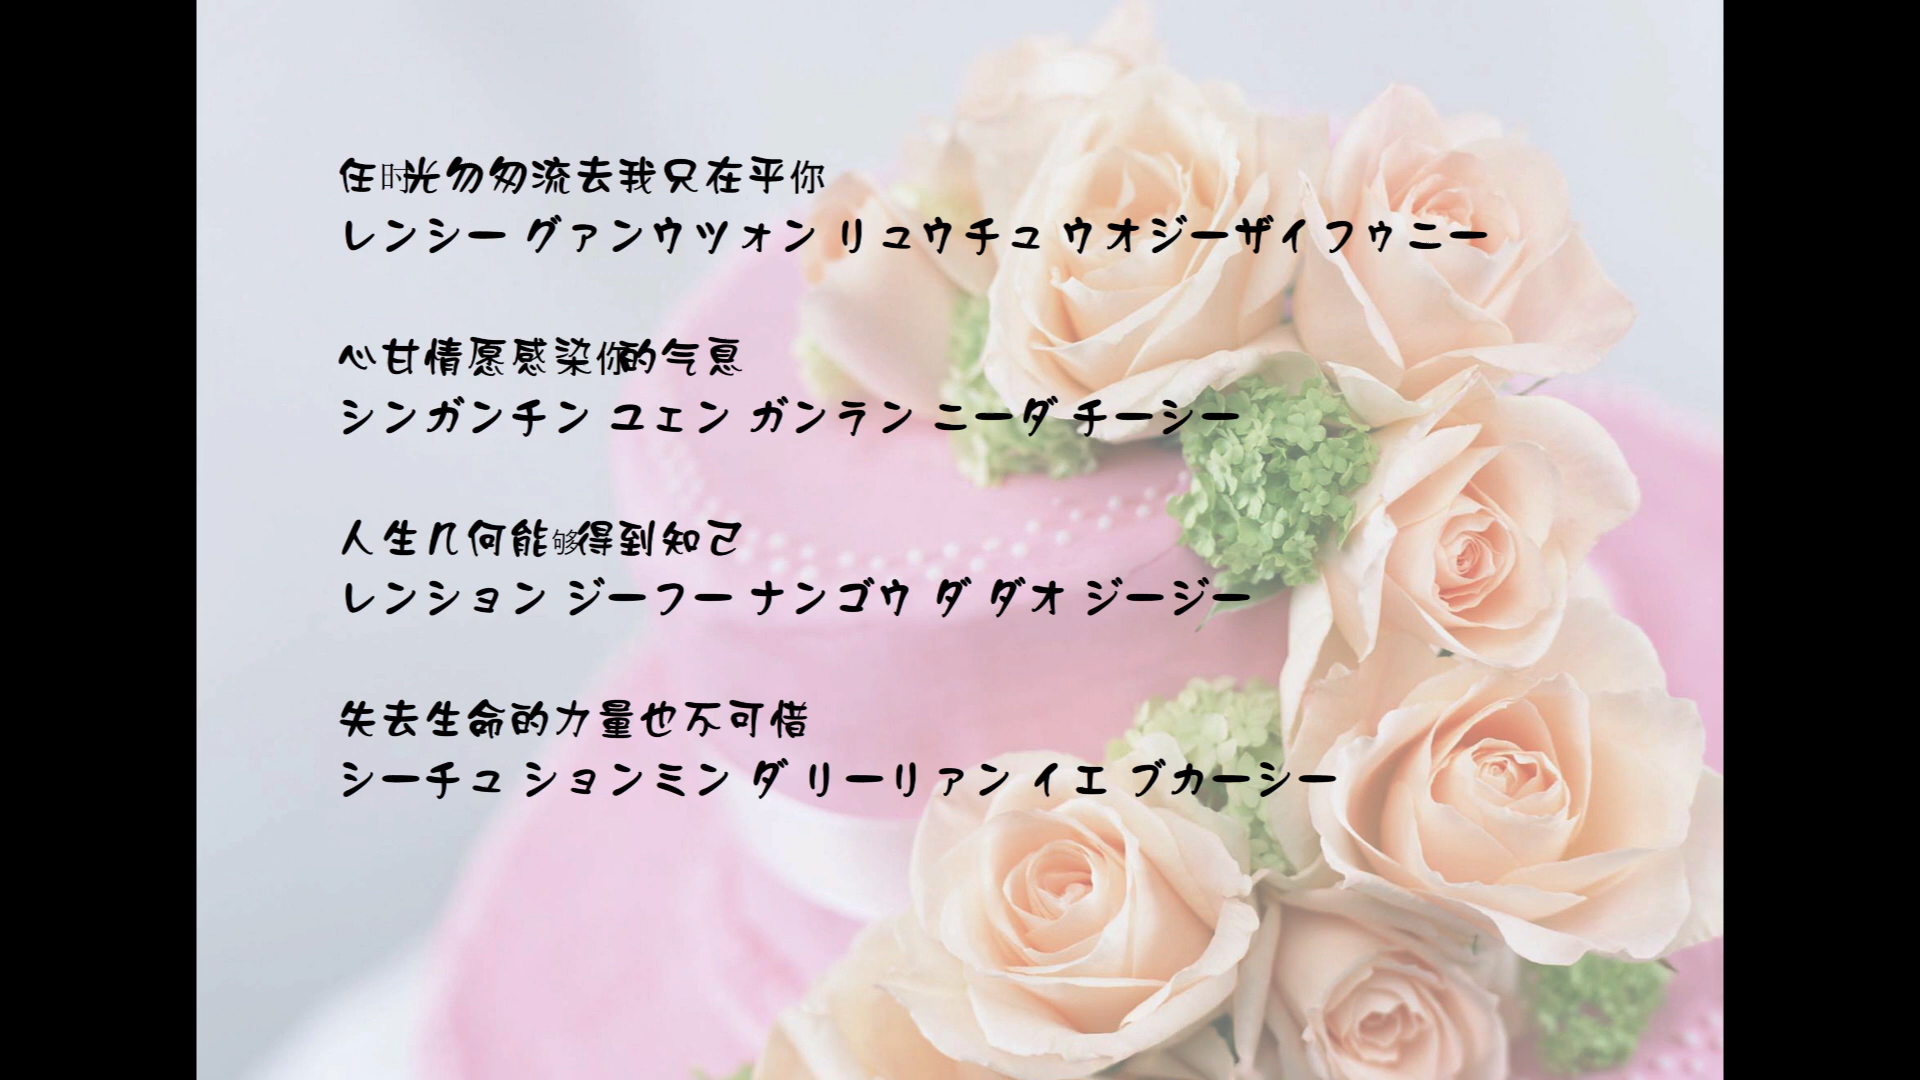 任时光勿匆流去我只在平你
レンシー グァンウツォン リュウチュ ウオジーザイフゥニー
心甘情愿感染你的气息
シンガンチン ユェン ガンラン ニーダ チーシー
人生几何能够得到知己
レンション ジーフー ナンゴウ ダ ダオ ジージー
失去生命的力量也不可惜
シーチュ ションミン ダ リーリァン イエ ブカーシー